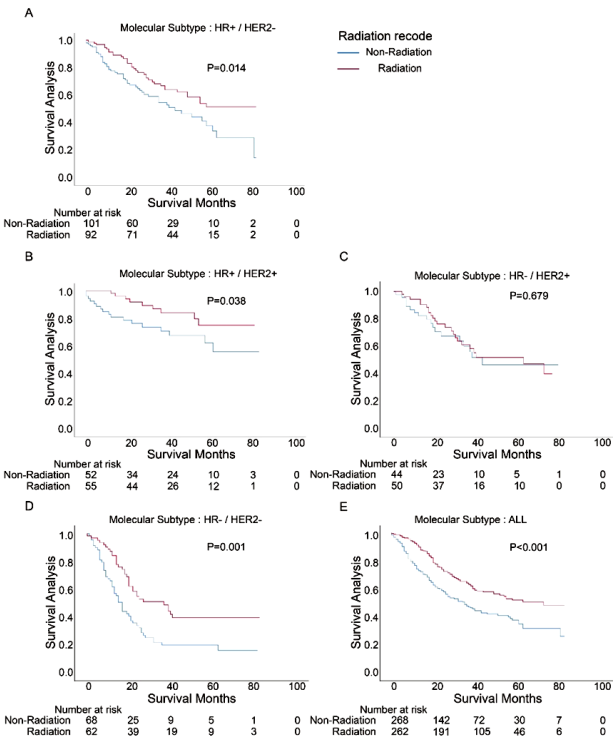 A
Molecular Subtype : HR+ / HER2-
P=0.014
Radiation recode
Non-Radiation
Radiation
Survival Analysis
1.0
0.8
0.6
0.4
0.2
0.0
0 20 40 60 80 100
Survival Months
Number at risk
Non-Radiation 101 60 29 10 2 0
Radiation 92 71 44 15 2 0
B
Molecular Subtype : HR+ / HER2+
P=0.038
Survival Analysis
1.0
0.8
0.6
0.4
0.2
0.0
0 20 40 60 80 100
Survival Months
Number at risk
Non-Radiation 52 34 24 10 3 0
Radiation 55 44 26 12 1 0
C
Molecular Subtype : HR- / HER2+
P=0.679
Survival Analysis
1.0
0.8
0.6
0.4
0.2
0.0
0 20 40 60 80 100
Survival Months
Number at risk
Non-Radiation 44 23 10 5 1 0
Radiation 50 37 16 10 0 0
D
Molecular Subtype : HR- / HER2-
P=0.001
Survival Analysis
1.0
0.8
0.6
0.4
0.2
0.0
0 20 40 60 80 100
Survival Months
Number at risk
Non-Radiation 68 25 9 5 1 0
Radiation 62 39 19 9 3 0
E
Molecular Subtype : ALL
P<0.001
Survival Analysis
1.0
0.8
0.6
0.4
0.2
0.0
0 20 40 60 80 100
Survival Months
Number at risk
Non-Radiation 268 142 72 30 7 0
Radiation 262 191 105 46 6 0